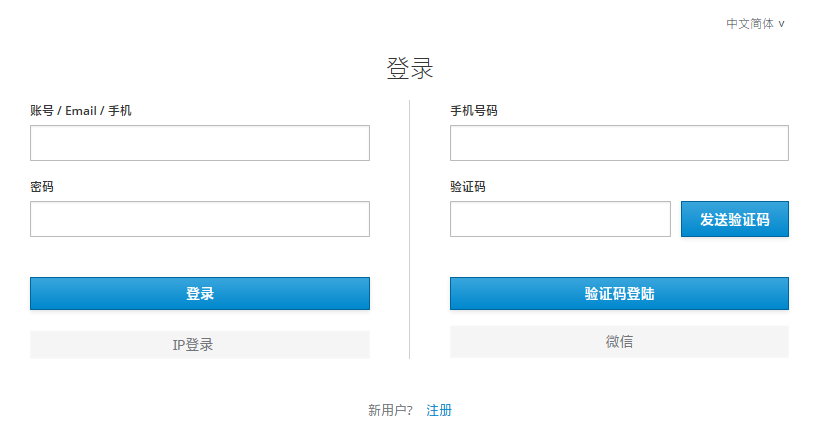 中文简体 v
登录
账号 / Email / 手机
密码
登录
IP登录
手机号码
验证码
发送验证码
验证码登陆
微信
新用户? 注册